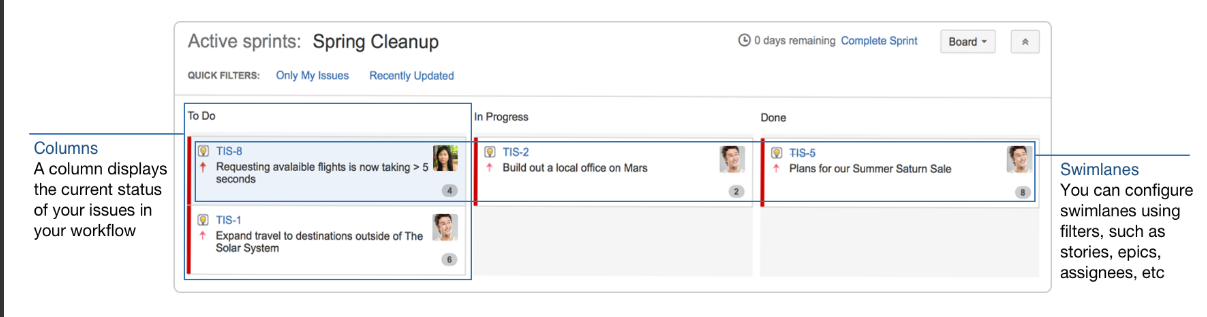 Active sprints: Spring Cleanup
0 days remaining Complete Sprint Board
QUICK FILTERS: Only My Issues Recently Updated
Columns
A column displays
the current status
of your issues in
your workflow
To Do
TIS-8
Requesting avalaible flights is now taking > 5
seconds
4
TIS-1
Expand travel to destinations outside of The
Solar System
6
In Progress
TIS-2
Build out a local office on Mars
2
Done
TIS-5
Plans for our Summer Saturn Sale
8
Swimlanes
You can configure
swimlanes using
filters, such as
stories, epics,
assignees, etc